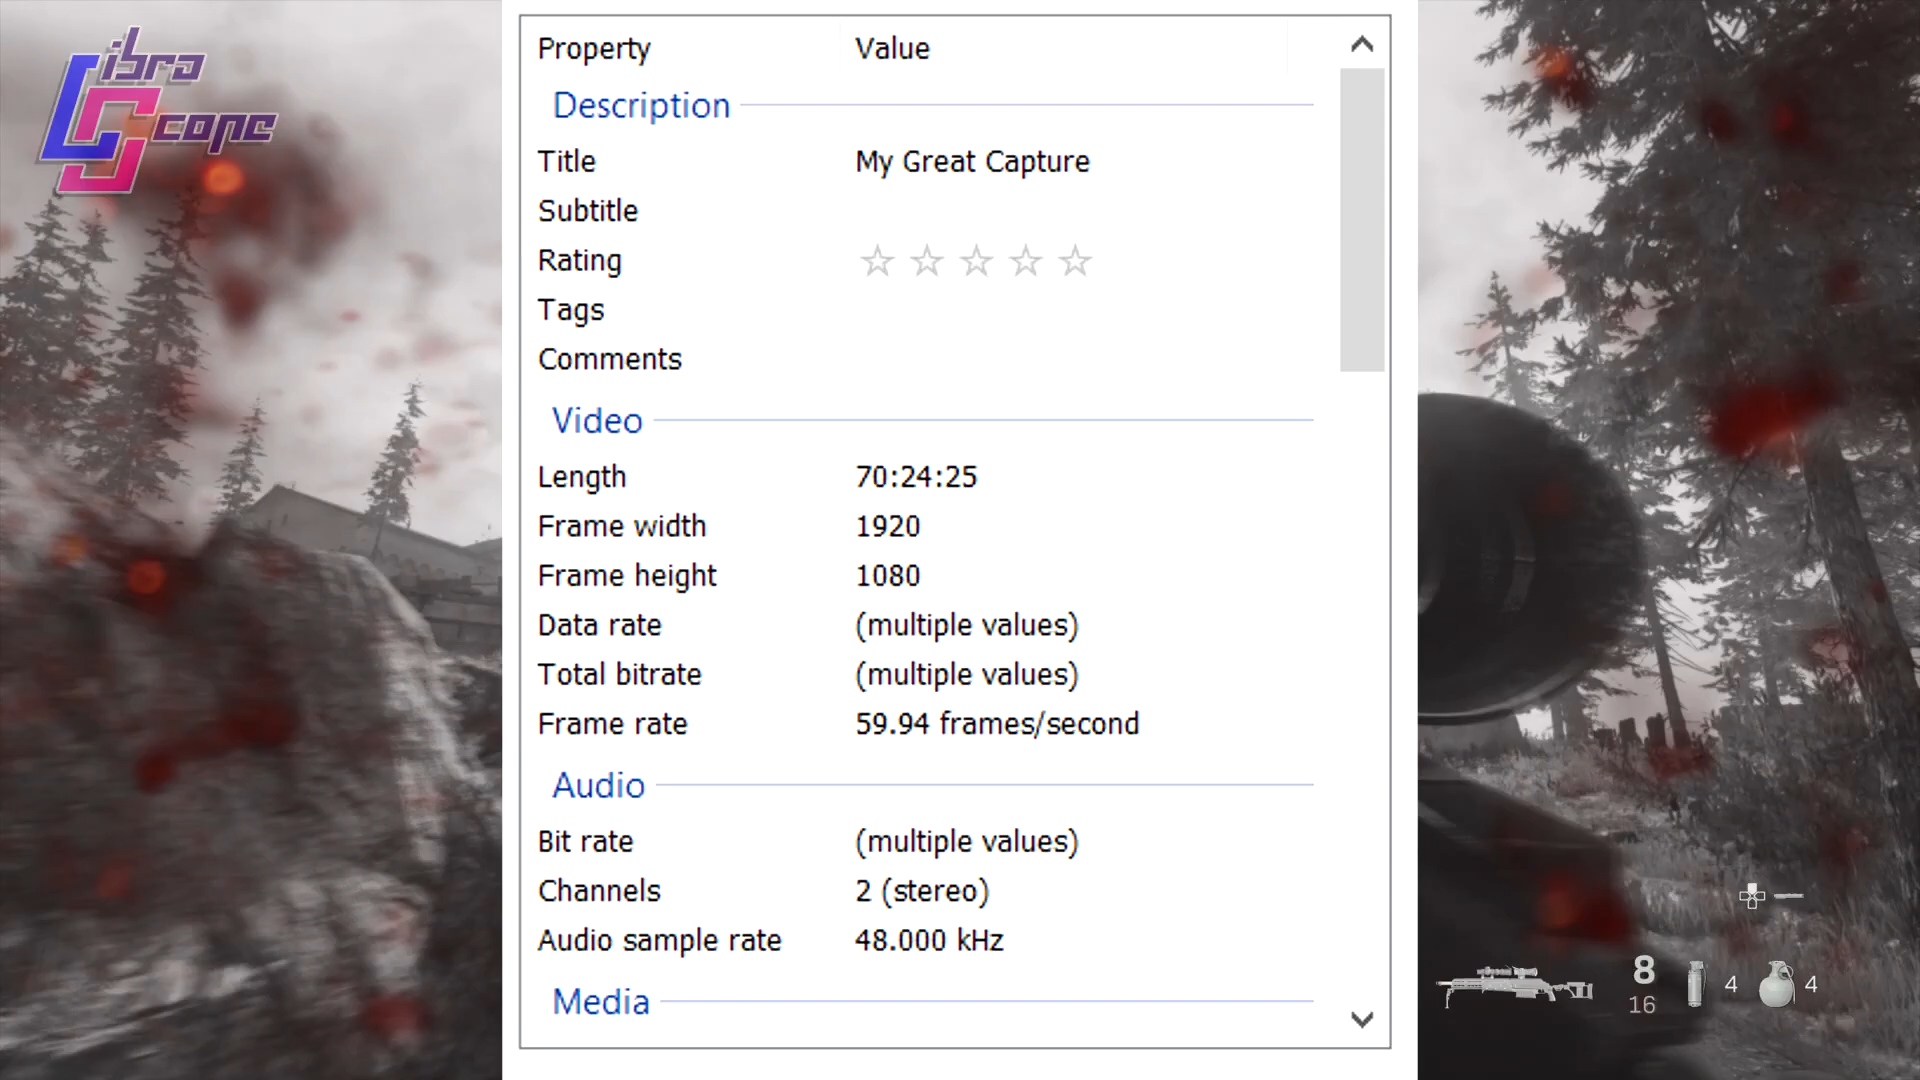 Libra
Scope
Property Value
Description
Title My Great Capture
Subtitle
Rating
Tags
Comments
Video
Length 70:24:25
Frame width 1920
Frame height 1080
Data rate (multiple values)
Total bitrate (multiple values)
Frame rate 59.94 frames/second
Audio
Bit rate (multiple values)
Channels 2 (stereo)
Audio sample rate 48.000 kHz
Media
8
16
4
4